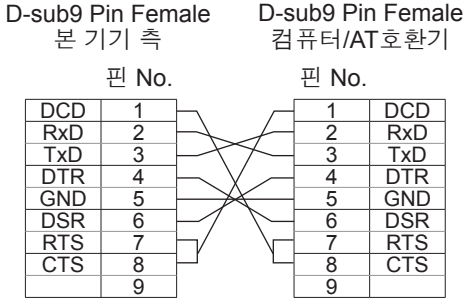 D-sub9 Pin Female D-sub9 Pin Female
본 기기 측 컴퓨터/AT호환기
핀 No. 핀 No.
DCD 1 1 DCD
RxD 2 2 RxD
TxD 3 3 TxD
DTR 4 4 DTR
GND 5 5 GND
DSR 6 6 DSR
RTS 7 7 RTS
CTS 8 8 CTS
9 9